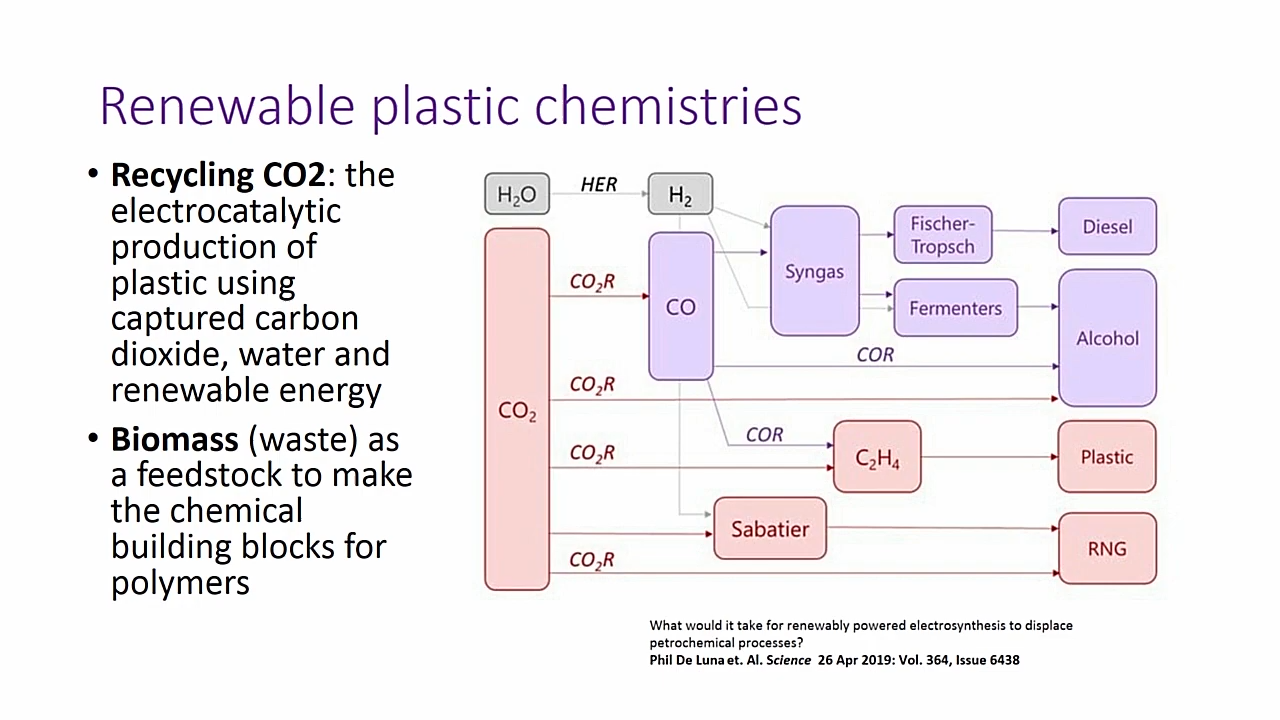 Renewable plastic chemistries
• Recycling CO2: the
electrocatalytic
production of
plastic using
captured carbon
dioxide, water and
renewable energy
• Biomass (waste) as
a feedstock to make
the chemical
building blocks for
polymers
H₂O
HER
H₂
CO₂
CO₂R
CO
Syngas
Fischer-
Tropsch
Diesel
Fermenters
Alcohol
COR
CO₂R
COR
CO₂R
C₂H₄
Plastic
Sabatier
CO₂R
RNG
What would it take for renewably powered electrosynthesis to displace
petrochemical processes?
Phil De Luna et. Al. Science 26 Apr 2019: Vol. 364, Issue 6438